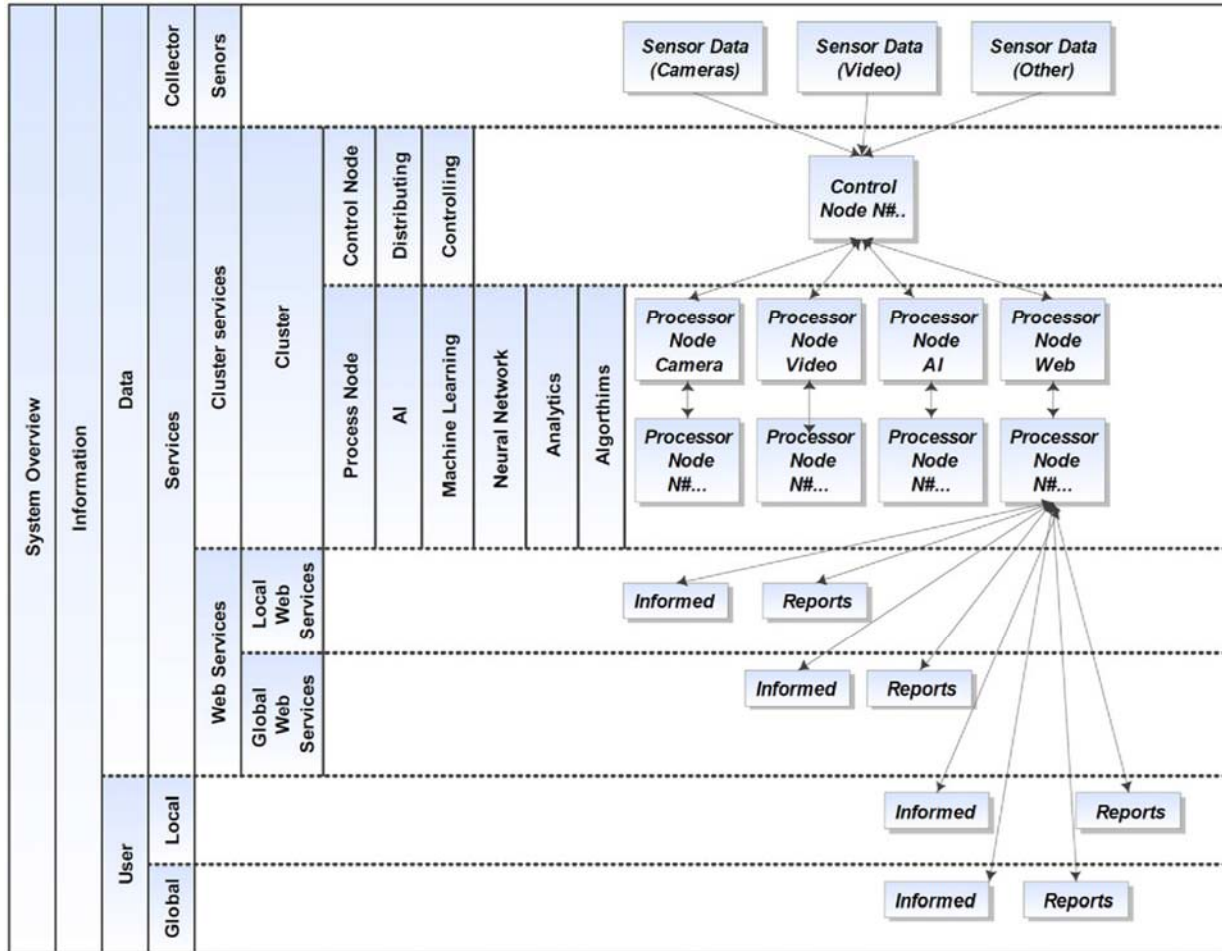 System Overview
Information
Data
User
Collector
Services
Local
Global
Senors
Cluster services
Web Services
Cluster
Local
Web
Services
Global
Web
Services
Control Node
Distributing
Controlling
Process Node
AI
Machine Learning
Neural Network
Analytics
Algorthims
Sensor Data
(Cameras)
Sensor Data
(Video)
Sensor Data
(Other)
Control
Node N#..
Processor
Node
Camera
Processor
Node
Video
Processor
Node
AI
Processor
Node
Web
Processor
Node
N#...
Processor
Node
N#...
Processor
Node
N#...
Processor
Node
N#...
Informed
Reports
Informed
Reports
Informed
Reports
Informed
Reports